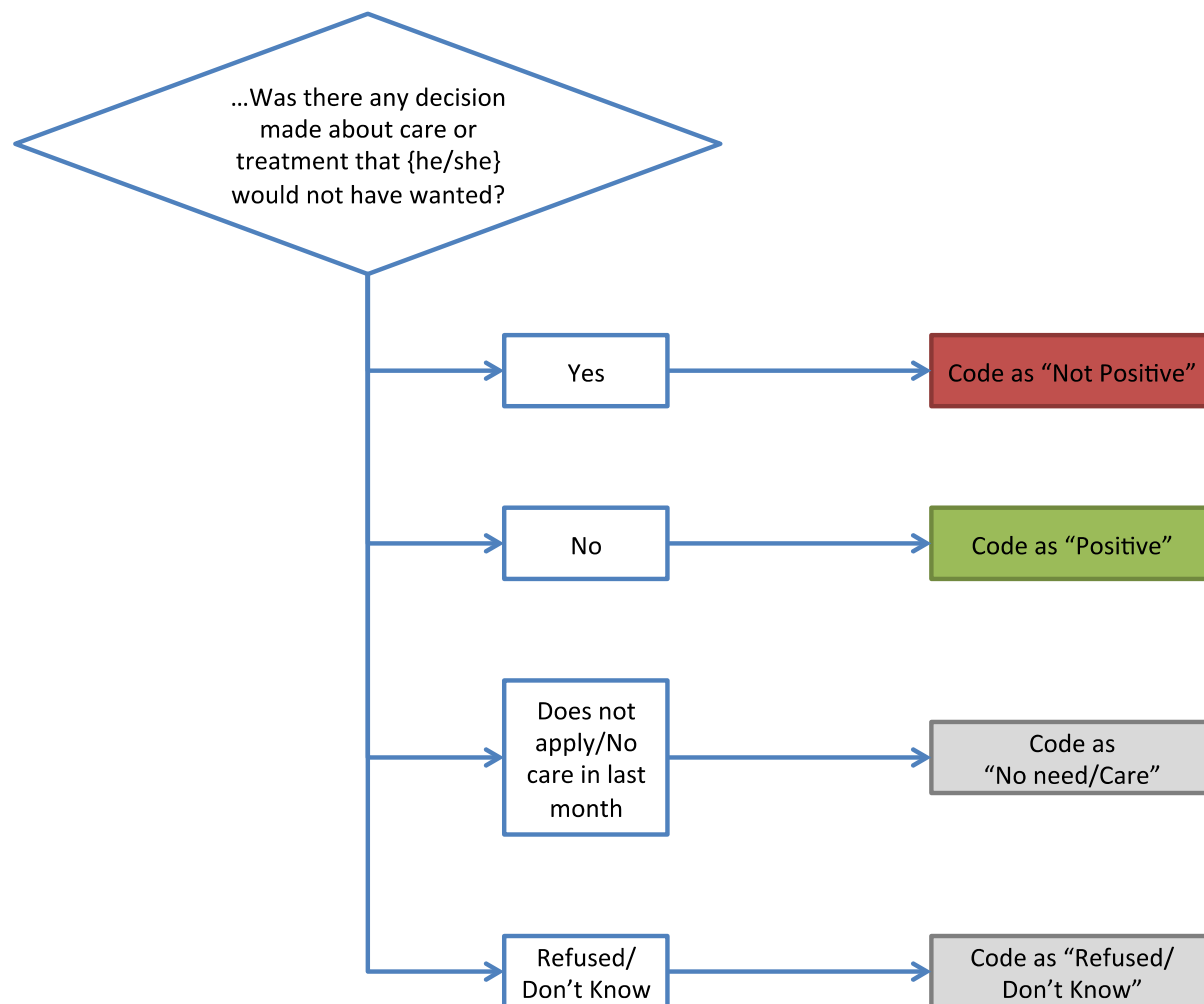 ...Was there any decision
made about care or
treatment that {he/she}
would not have wanted?
Yes
Code as “Not Positive”
No
Code as “Positive”
Does not
apply/No
care in last
month
Code as
“No need/Care”
Refused/
Don’t Know
Code as “Refused/
Don’t Know”